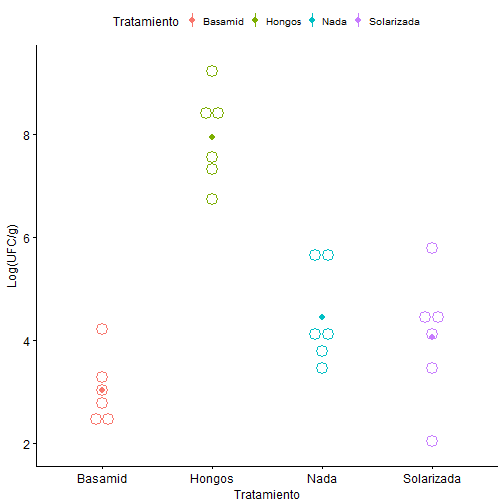 Tratamiento Basamid Hongos Nada Solarizada
Log(UFC/g)
8
6
4
2
Basamid Hongos Nada Solarizada
Tratamiento